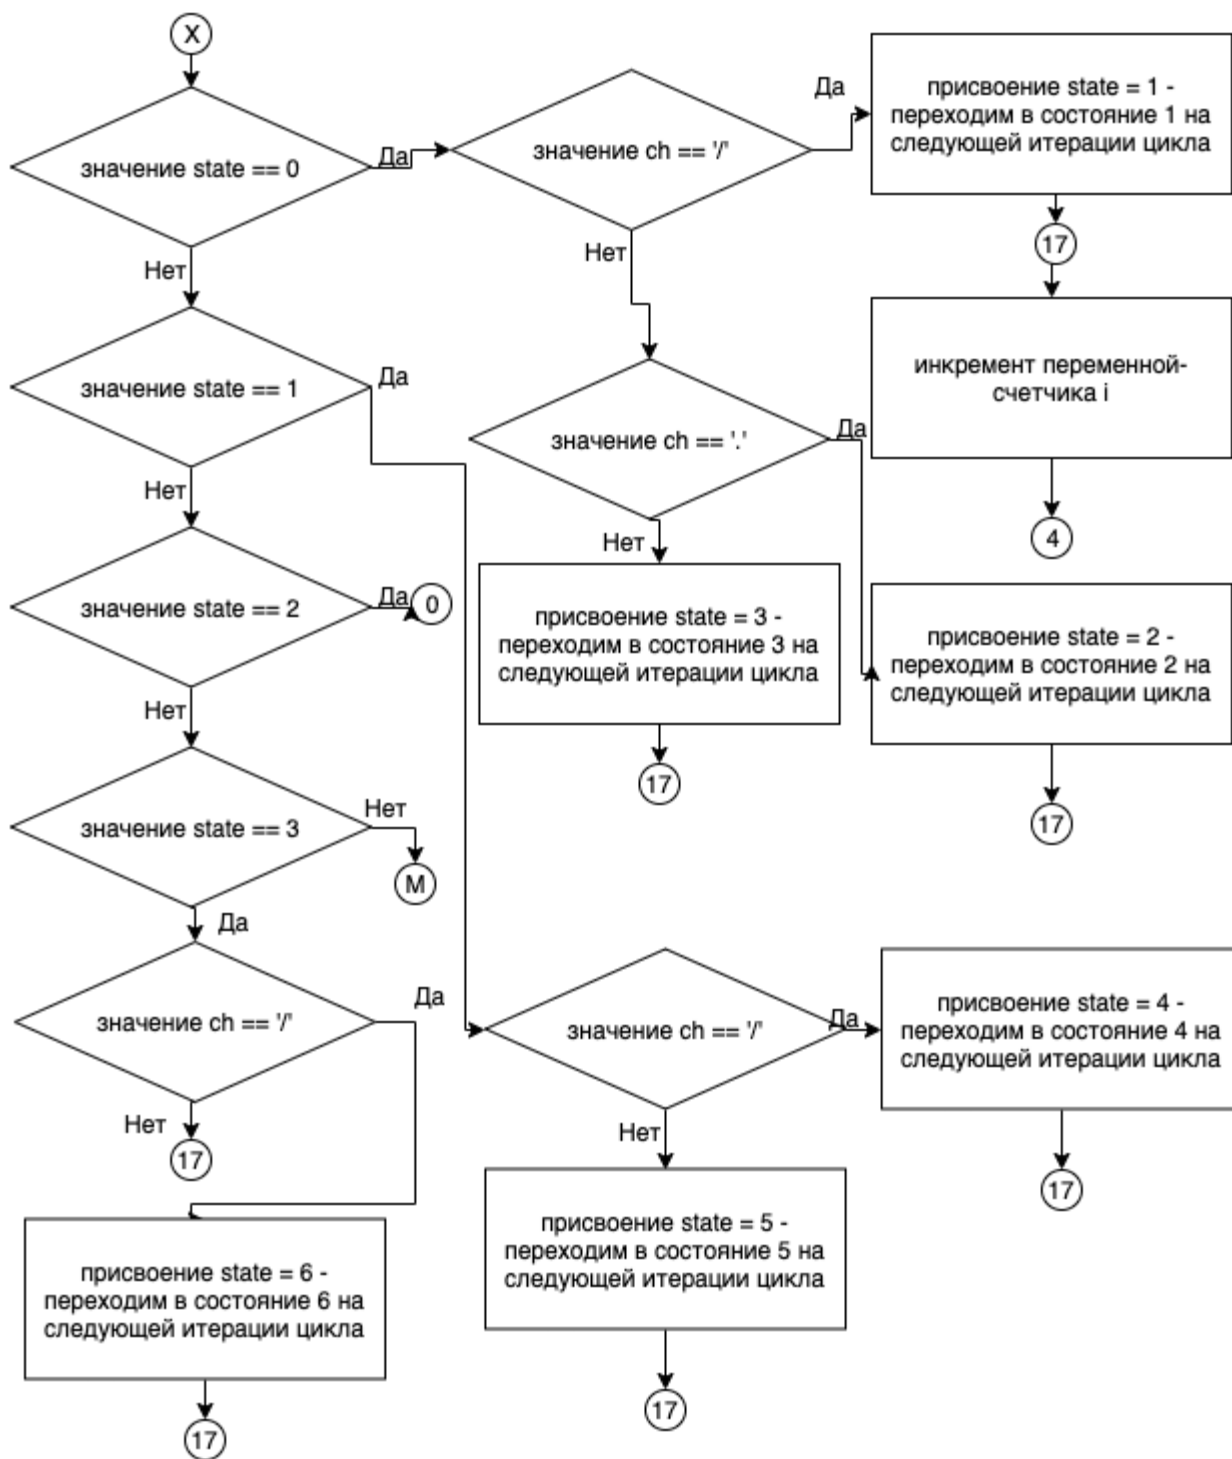 X
значение state == 0
Да
значение ch == '/'
Да
присвоение state = 1 -
переходим в состояние 1 на
следующей итерации цикла
17
Нет
Нет
инкремент переменной-
счетчика i
4
значение state == 1
Да
значение ch == '.'
Да
Нет
Нет
присвоение state = 3 -
переходим в состояние 3 на
следующей итерации цикла
17
присвоение state = 2 -
переходим в состояние 2 на
следующей итерации цикла
17
значение state == 2
Да
0
Нет
значение state == 3
Нет
M
Да
значение ch == '/'
Да
Нет
17
присвоение state = 6 -
переходим в состояние 6 на
следующей итерации цикла
17
значение ch == '/'
Да
присвоение state = 4 -
переходим в состояние 4 на
следующей итерации цикла
17
Нет
присвоение state = 5 -
переходим в состояние 5 на
следующей итерации цикла
17